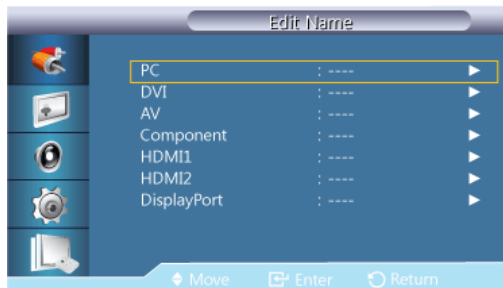 Edit Name
PC : ----
DVI : ----
AV : ----
Component : ----
HDMI1 : ----
HDMI2 : ----
DisplayPort : ----
Move Enter Return